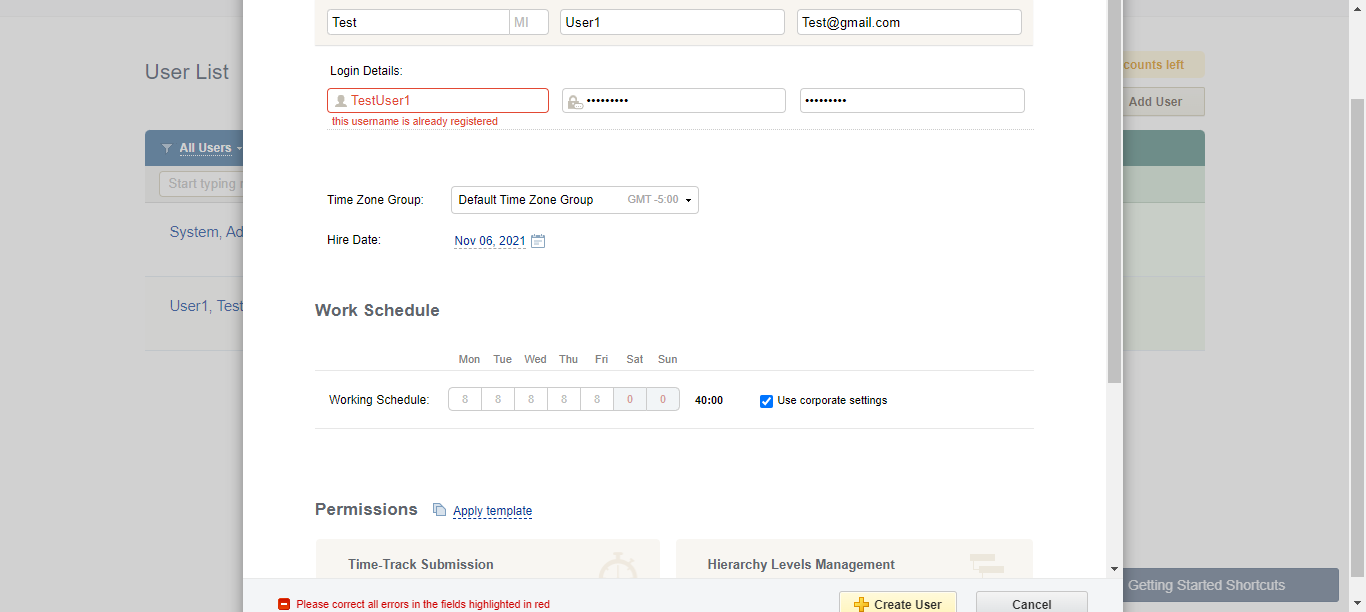 Test MI User1 Test@gmail.com
User List
counts left
Login Details:
TestUser1 ••••••••• •••••••••
Add User
this username is already registered
All Users
Start typing
Time Zone Group: Default Time Zone Group GMT -5:00
System, Ad
Hire Date: Nov 06, 2021
User1, Test
Work Schedule
Mon Tue Wed Thu Fri Sat Sun
Working Schedule: 8 8 8 8 8 0 0 40:00 Use corporate settings
Permissions Apply template
Time-Track Submission Hierarchy Levels Management
Getting Started Shortcuts
Please correct all errors in the fields highlighted in red Create User Cancel